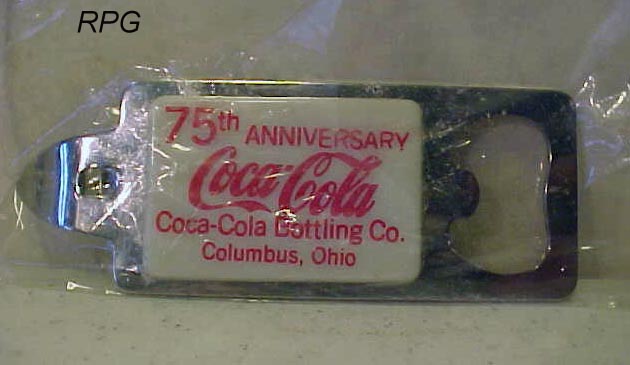 RPG
75th ANNIVERSARY
Coca-Cola
Coca-Cola Bottling Co.
Columbus, Ohio